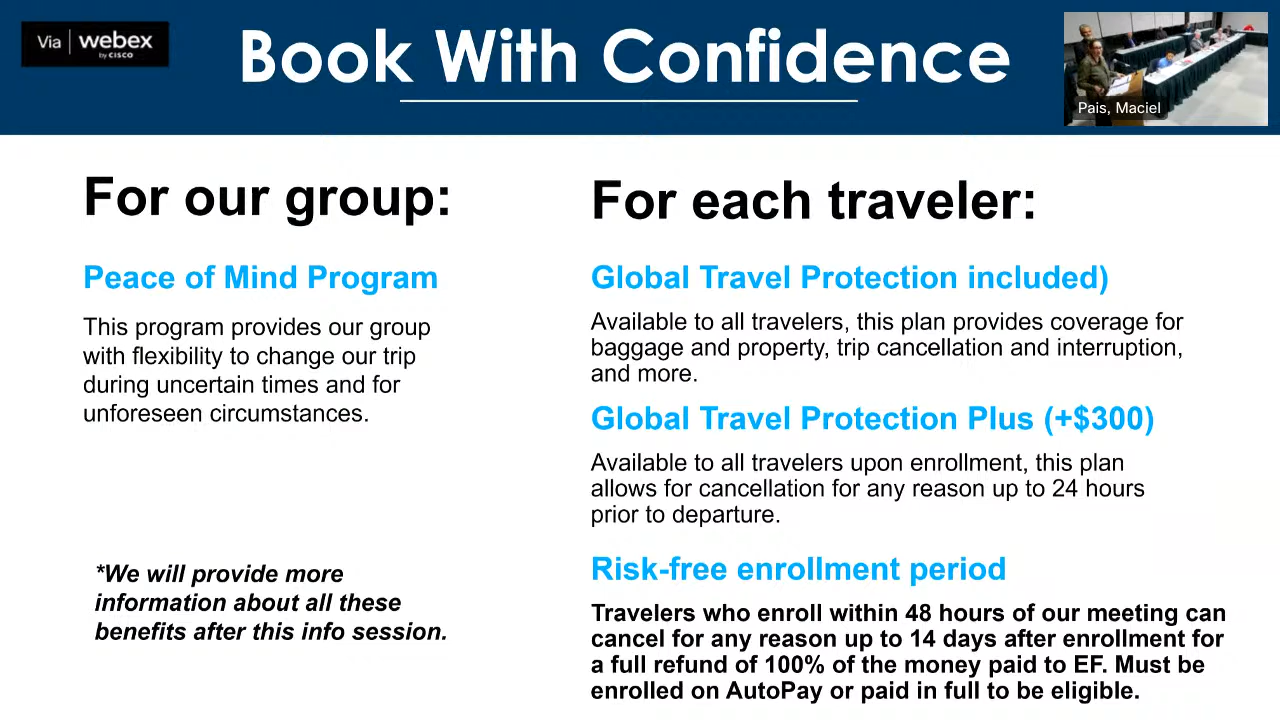 Via | webex
by CISCO
Book With Confidence
Pais, Maciel
For our group:
Peace of Mind Program
This program provides our group
with flexibility to change our trip
during uncertain times and for
unforeseen circumstances.
*We will provide more
information about all these
benefits after this info session.
For each traveler:
Global Travel Protection included)
Available to all travelers, this plan provides coverage for
baggage and property, trip cancellation and interruption,
and more.
Global Travel Protection Plus (+$300)
Available to all travelers upon enrollment, this plan
allows for cancellation for any reason up to 24 hours
prior to departure.
Risk-free enrollment period
Travelers who enroll within 48 hours of our meeting can
cancel for any reason up to 14 days after enrollment for
a full refund of 100% of the money paid to EF. Must be
enrolled on AutoPay or paid in full to be eligible.